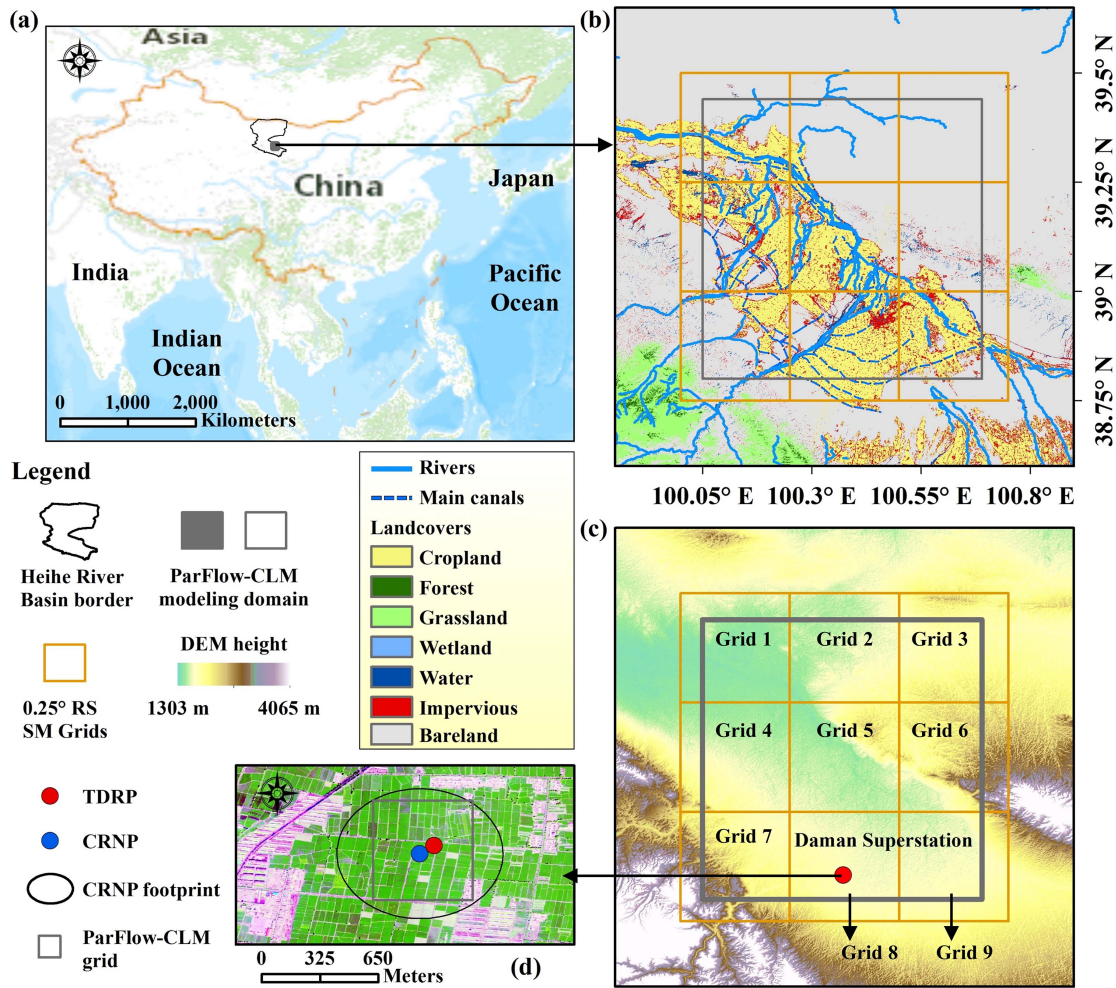 (a)
Asia
China
Japan
India
Pacific
Ocean
Indian
Ocean
0 1,000 2,000
Kilometers
(b)
39.5° N
39.25° N
39° N
38.75° N
100.05° E 100.3° E 100.55° E 100.8° E
Legend
Heihe River
Basin border
ParFlow-CLM
modeling domain
0.25° RS
SM Grids
DEM height
1303 m 4065 m
Rivers
Main canals
Landcovers
Cropland
Forest
Grassland
Wetland
Water
Impervious
Bareland
TDRP
CRNP
CRNP footprint
ParFlow-CLM
grid
0 325 650
Meters
(d)
(c)
Grid 1 Grid 2 Grid 3
Grid 4 Grid 5 Grid 6
Grid 7 Daman Superstation
Grid 8 Grid 9